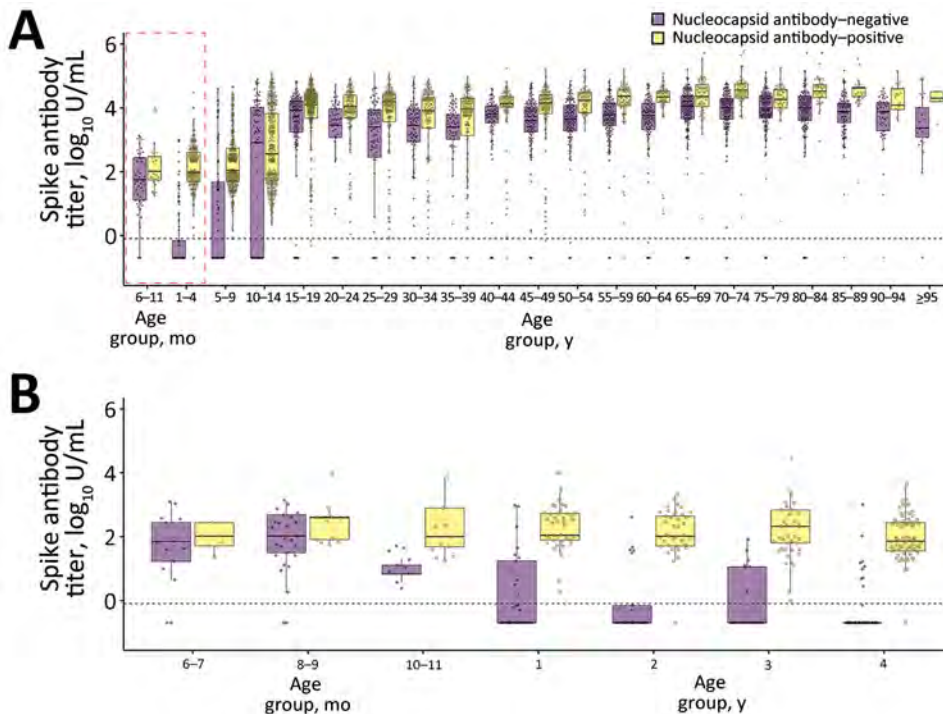 A
Nucleocapsid antibody–negative
Nucleocapsid antibody–positive
Spike antibody
titer, log10 U/mL
6
4
2
0
6–11 1–4 5–9 10–14 15–19 20–24 25–29 30–34 35–39 40–44 45–49 50–54 55–59 60–64 65–69 70–74 75–79 80–84 85–89 90–94 ≥95
Age
group, mo
Age
group, y
B
Spike antibody
titer, log10 U/mL
6
4
2
0
6–7 8–9 10–11 1 2 3 4
Age
group, mo
Age
group, y